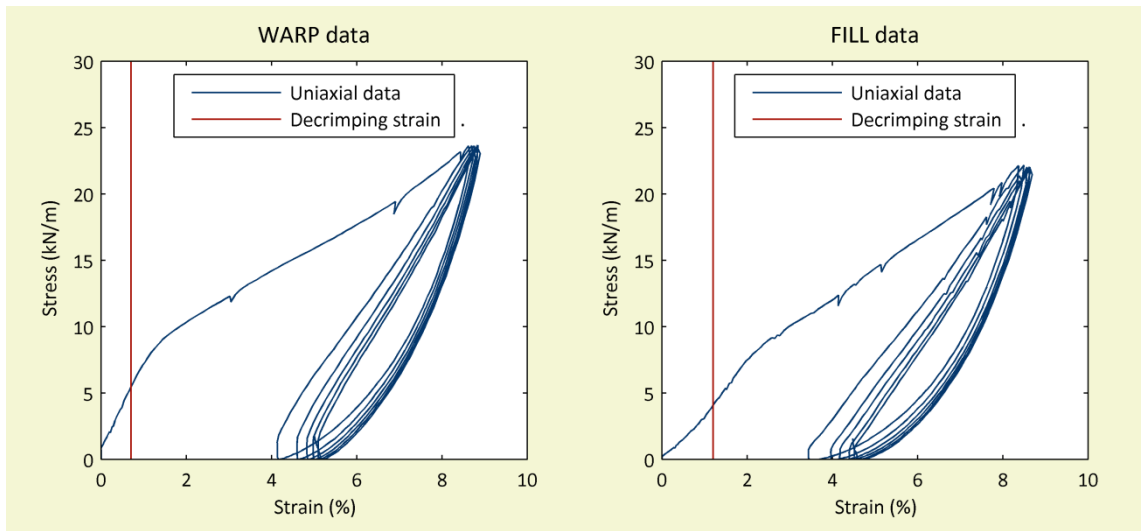 WARP data
30
25
20
15
10
5
0
Stress (kN/m)
Uniaxial data
Decrimping strain .
0 2 4 6 8 10
Strain (%)
FILL data
30
25
20
15
10
5
0
Stress (kN/m)
Uniaxial data
Decrimping strain .
0 2 4 6 8 10
Strain (%)